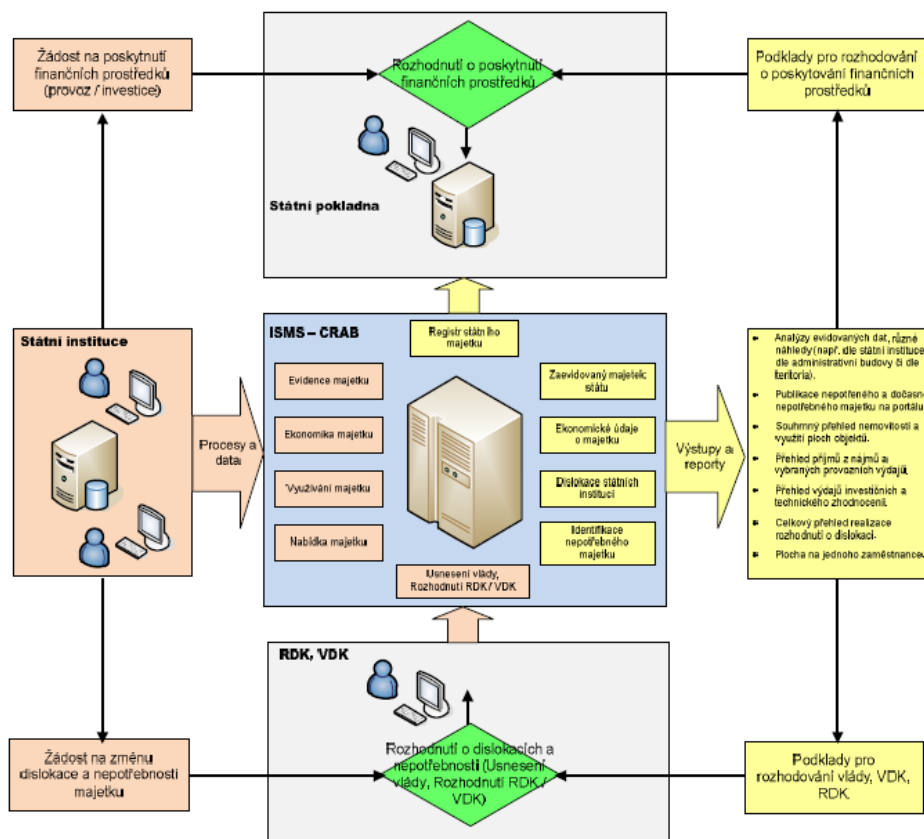 Žádost na poskytnutí
finančních prostředků
(provoz / investice)
Rozhodnutí o poskytnutí
finančních prostředků
Podklady pro rozhodování
o poskytování finančních
prostředků
Státní pokladna
Státní instituce
Procesy a
data
ISMS – CRAB
Registr státního
majetku
Evidence majetku
Ekonomika majetku
Využívání majetku
Nabídka majetku
Zaevidovaný majetek
státu
Ekonomické údaje
o majetku
Dislokace státních
institucí
Identifikace
nepotřebného
majetku
Usnesení vlády,
Rozhodnutí RDK / VDK
Výstupy a
reporty
Analýzy evidovaných dat, různé
náhledy (např. dle státní instituce
dle administrativní budovy či dle
teritoria).
Publikace nepotřeného a dočasně
nepotřebného majetku na portálu.
Souhrnný přehled nemovitostí a
využití ploch objektů.
Přehled příjmů z nájmů a
vybraných provozních výdajů.
Přehled výdajů investičních a
technického zhodnocení.
Celkový přehled realizace
rozhodnutí o dislokaci.
Plocha na jednoho zaměstnance.
RDK, VDK
Žádost na změnu
dislokace a nepotřebnosti
majetku
Rozhodnutí o dislokacích a
nepotřebnosti (Usnesení
vlády, Rozhodnutí RDK /
VDK)
Podklady pro
rozhodování vlády, VDK,
RDK.